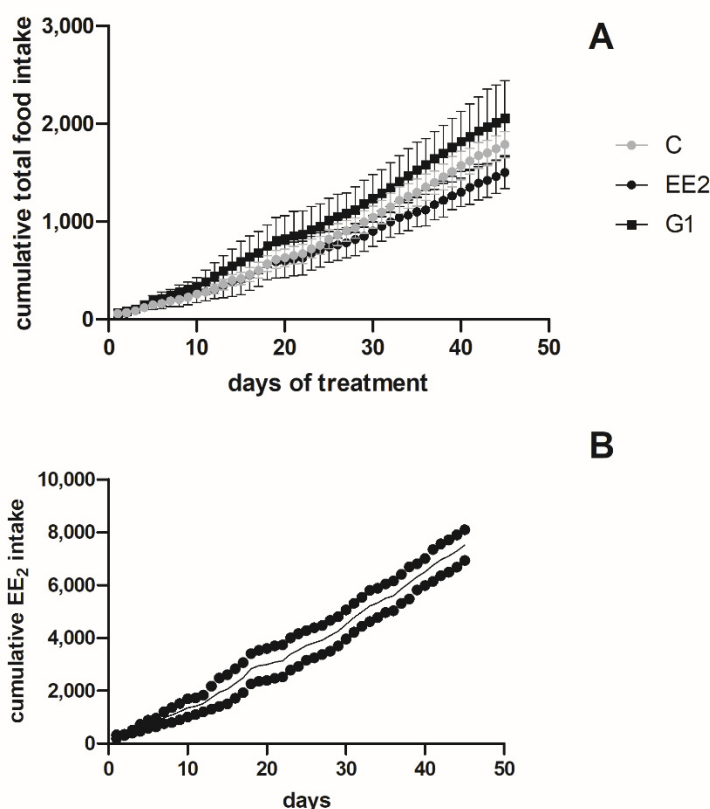 A
3,000
2,000
1,000
0
cumulative total food intake
0 10 20 30 40 50
days of treatment
C
EE2
G1
B
10,000
8,000
6,000
4,000
2,000
0
cumulative EE₂ intake
0 10 20 30 40 50
days